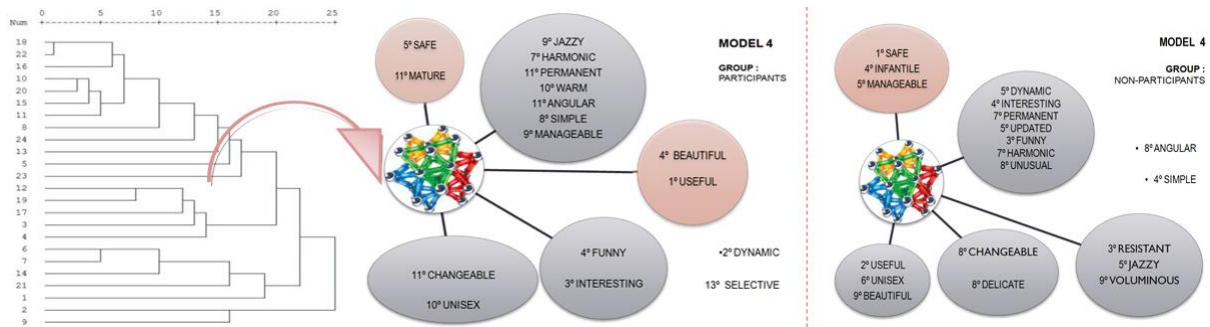 0 5 10 15 20 25
Num
18
22
16
10
20
15
11
8
24
13
5
23
12
19
17
3
4
6
7
14
21
1
2
9
5º SAFE
11º MATURE
9º JAZZY
7º HARMONIC
11º PERMANENT
10º WARM
11º ANGULAR
8º SIMPLE
9º MANAGEABLE
MODEL 4
GROUP :
PARTICIPANTS
4º BEAUTIFUL
1º USEFUL
11º CHANGEABLE
10º UNISEX
4º FUNNY
3º INTERESTING
•2º DYNAMIC
13º SELECTIVE
1º SAFE
4º INFANTILE
5º MANAGEABLE
MODEL 4
GROUP :
NON-PARTICIPANTS
5º DYNAMIC
4º INTERESTING
7º PERMANENT
5º UPDATED
3º FUNNY
7º HARMONIC
8º UNUSUAL
• 8º ANGULAR
• 4º SIMPLE
2º USEFUL
6º UNISEX
9º BEAUTIFUL
8º CHANGEABLE
8º DELICATE
3º RESISTANT
5º JAZZY
9º VOLUMINOUS